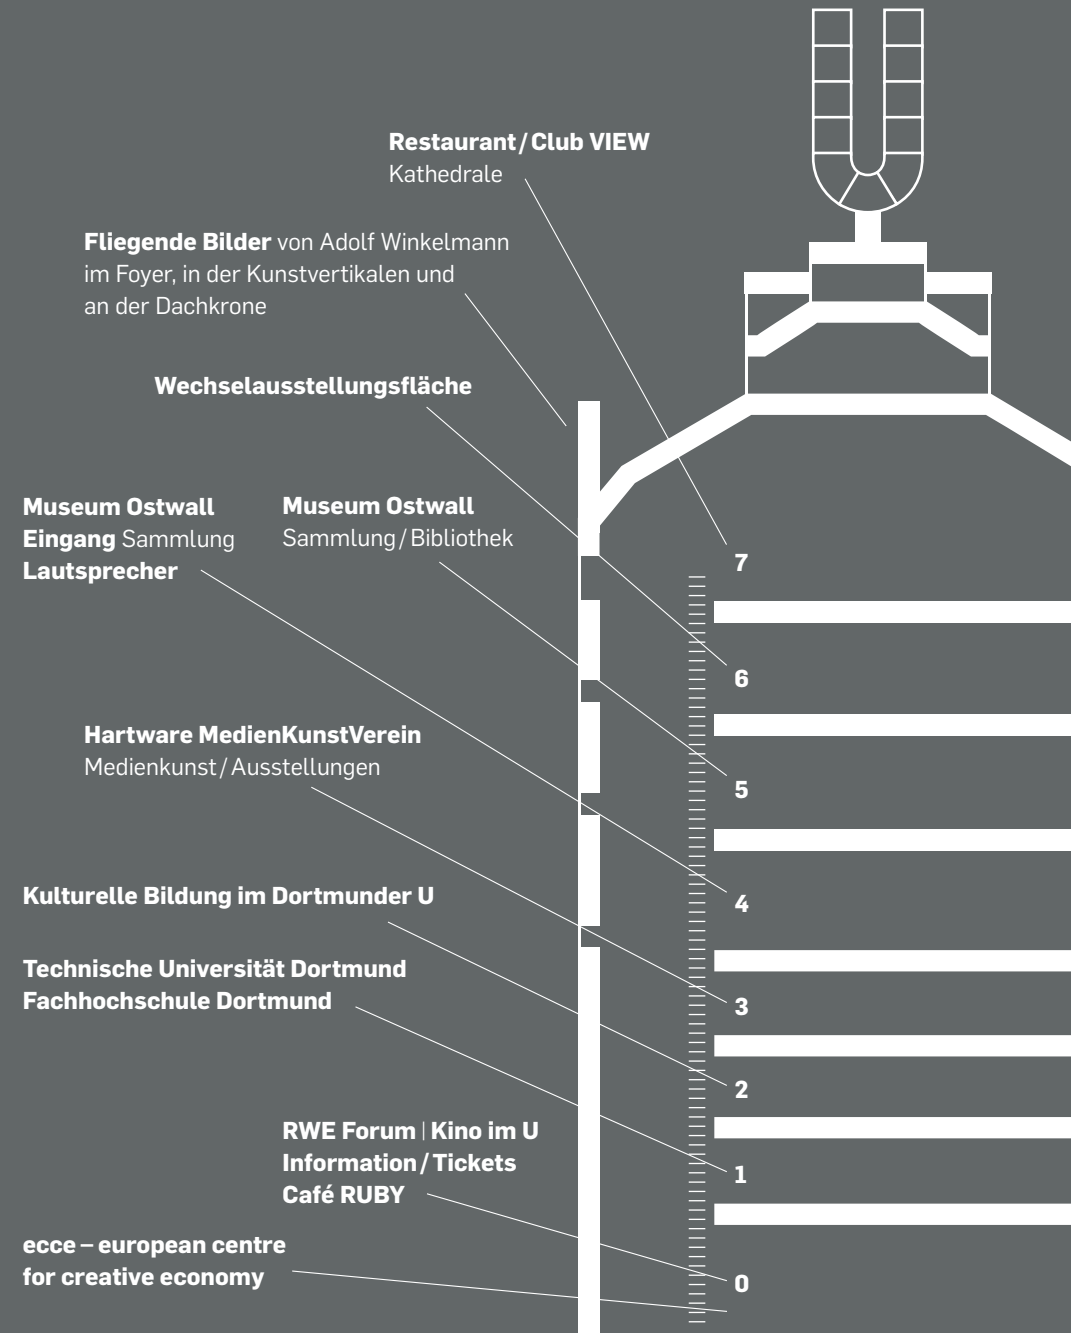 Restaurant / Club VIEW
Kathedrale
Fliegende Bilder von Adolf Winkelmann
im Foyer, in der Kunstvertikalen und
an der Dachkrone
Wechselausstellungsfläche
Museum Ostwall
Eingang Sammlung
Lautsprecher
Museum Ostwall
Sammlung / Bibliothek
7
6
Hartware MedienKunstVerein
Medienkunst / Ausstellungen
5
Kulturelle Bildung im Dortmunder U
4
Technische Universität Dortmund
Fachhochschule Dortmund
3
2
RWE Forum | Kino im U
Information / Tickets
Café RUBY
1
ecce – european centre
for creative economy
0